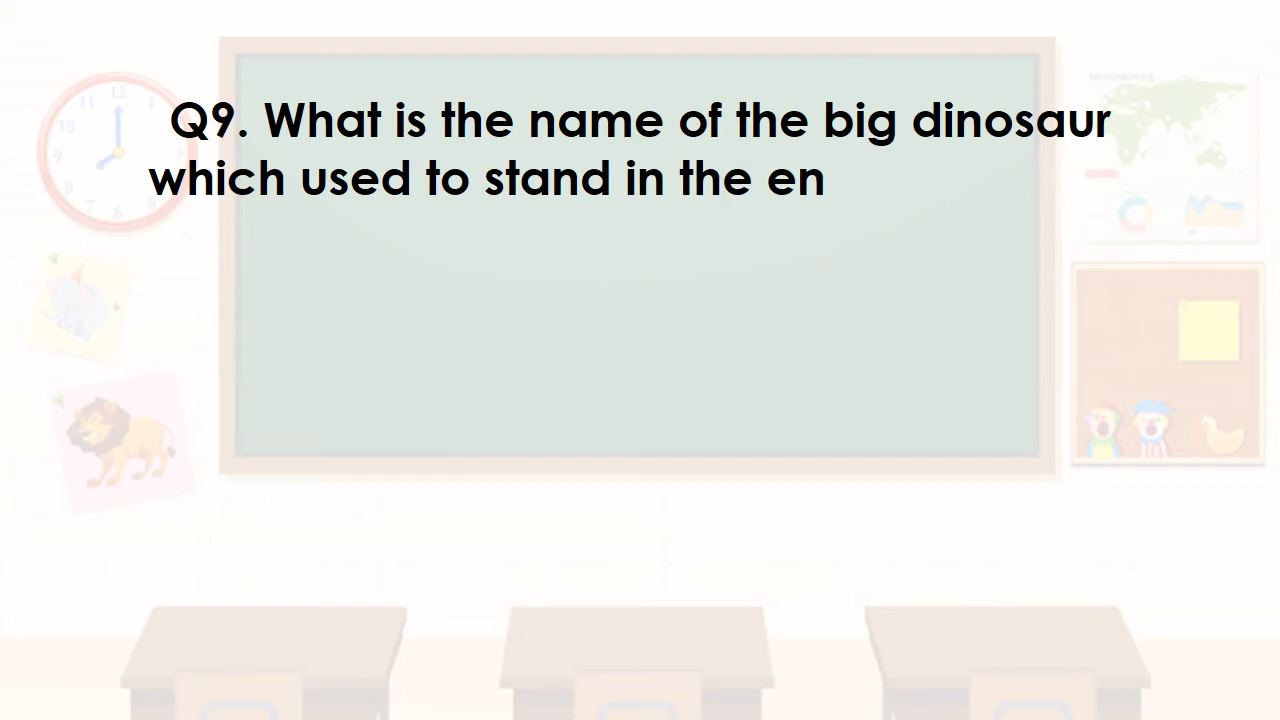 Q9. What is the name of the big dinosaur
which used to stand in the en